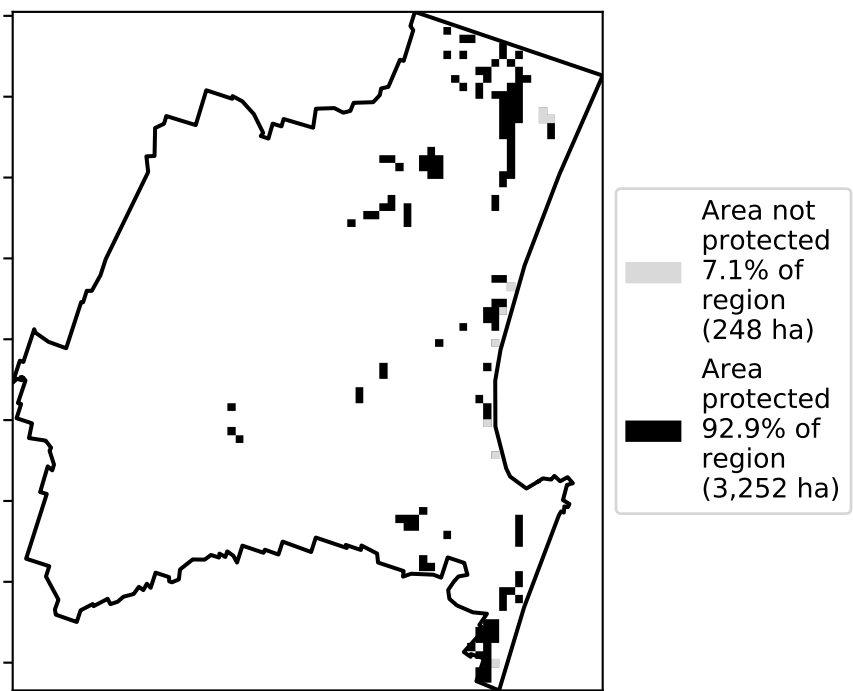 Area not
protected
7.1% of
region
(248 ha)
Area
protected
92.9% of
region
(3,252 ha)